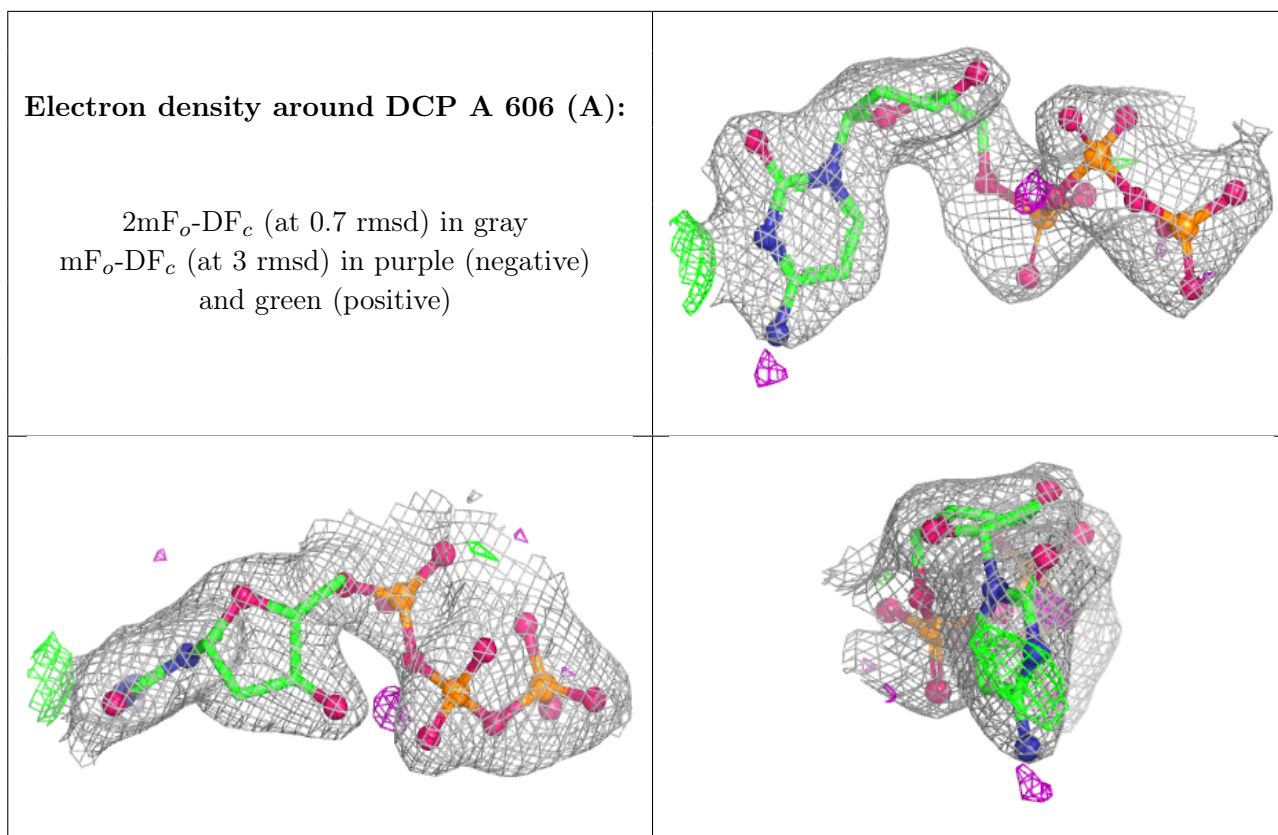 Electron density around DCP A 606 (A):
2mFₒ-DF𝒸 (at 0.7 rmsd) in gray
mFₒ-DF𝒸 (at 3 rmsd) in purple (negative)
and green (positive)